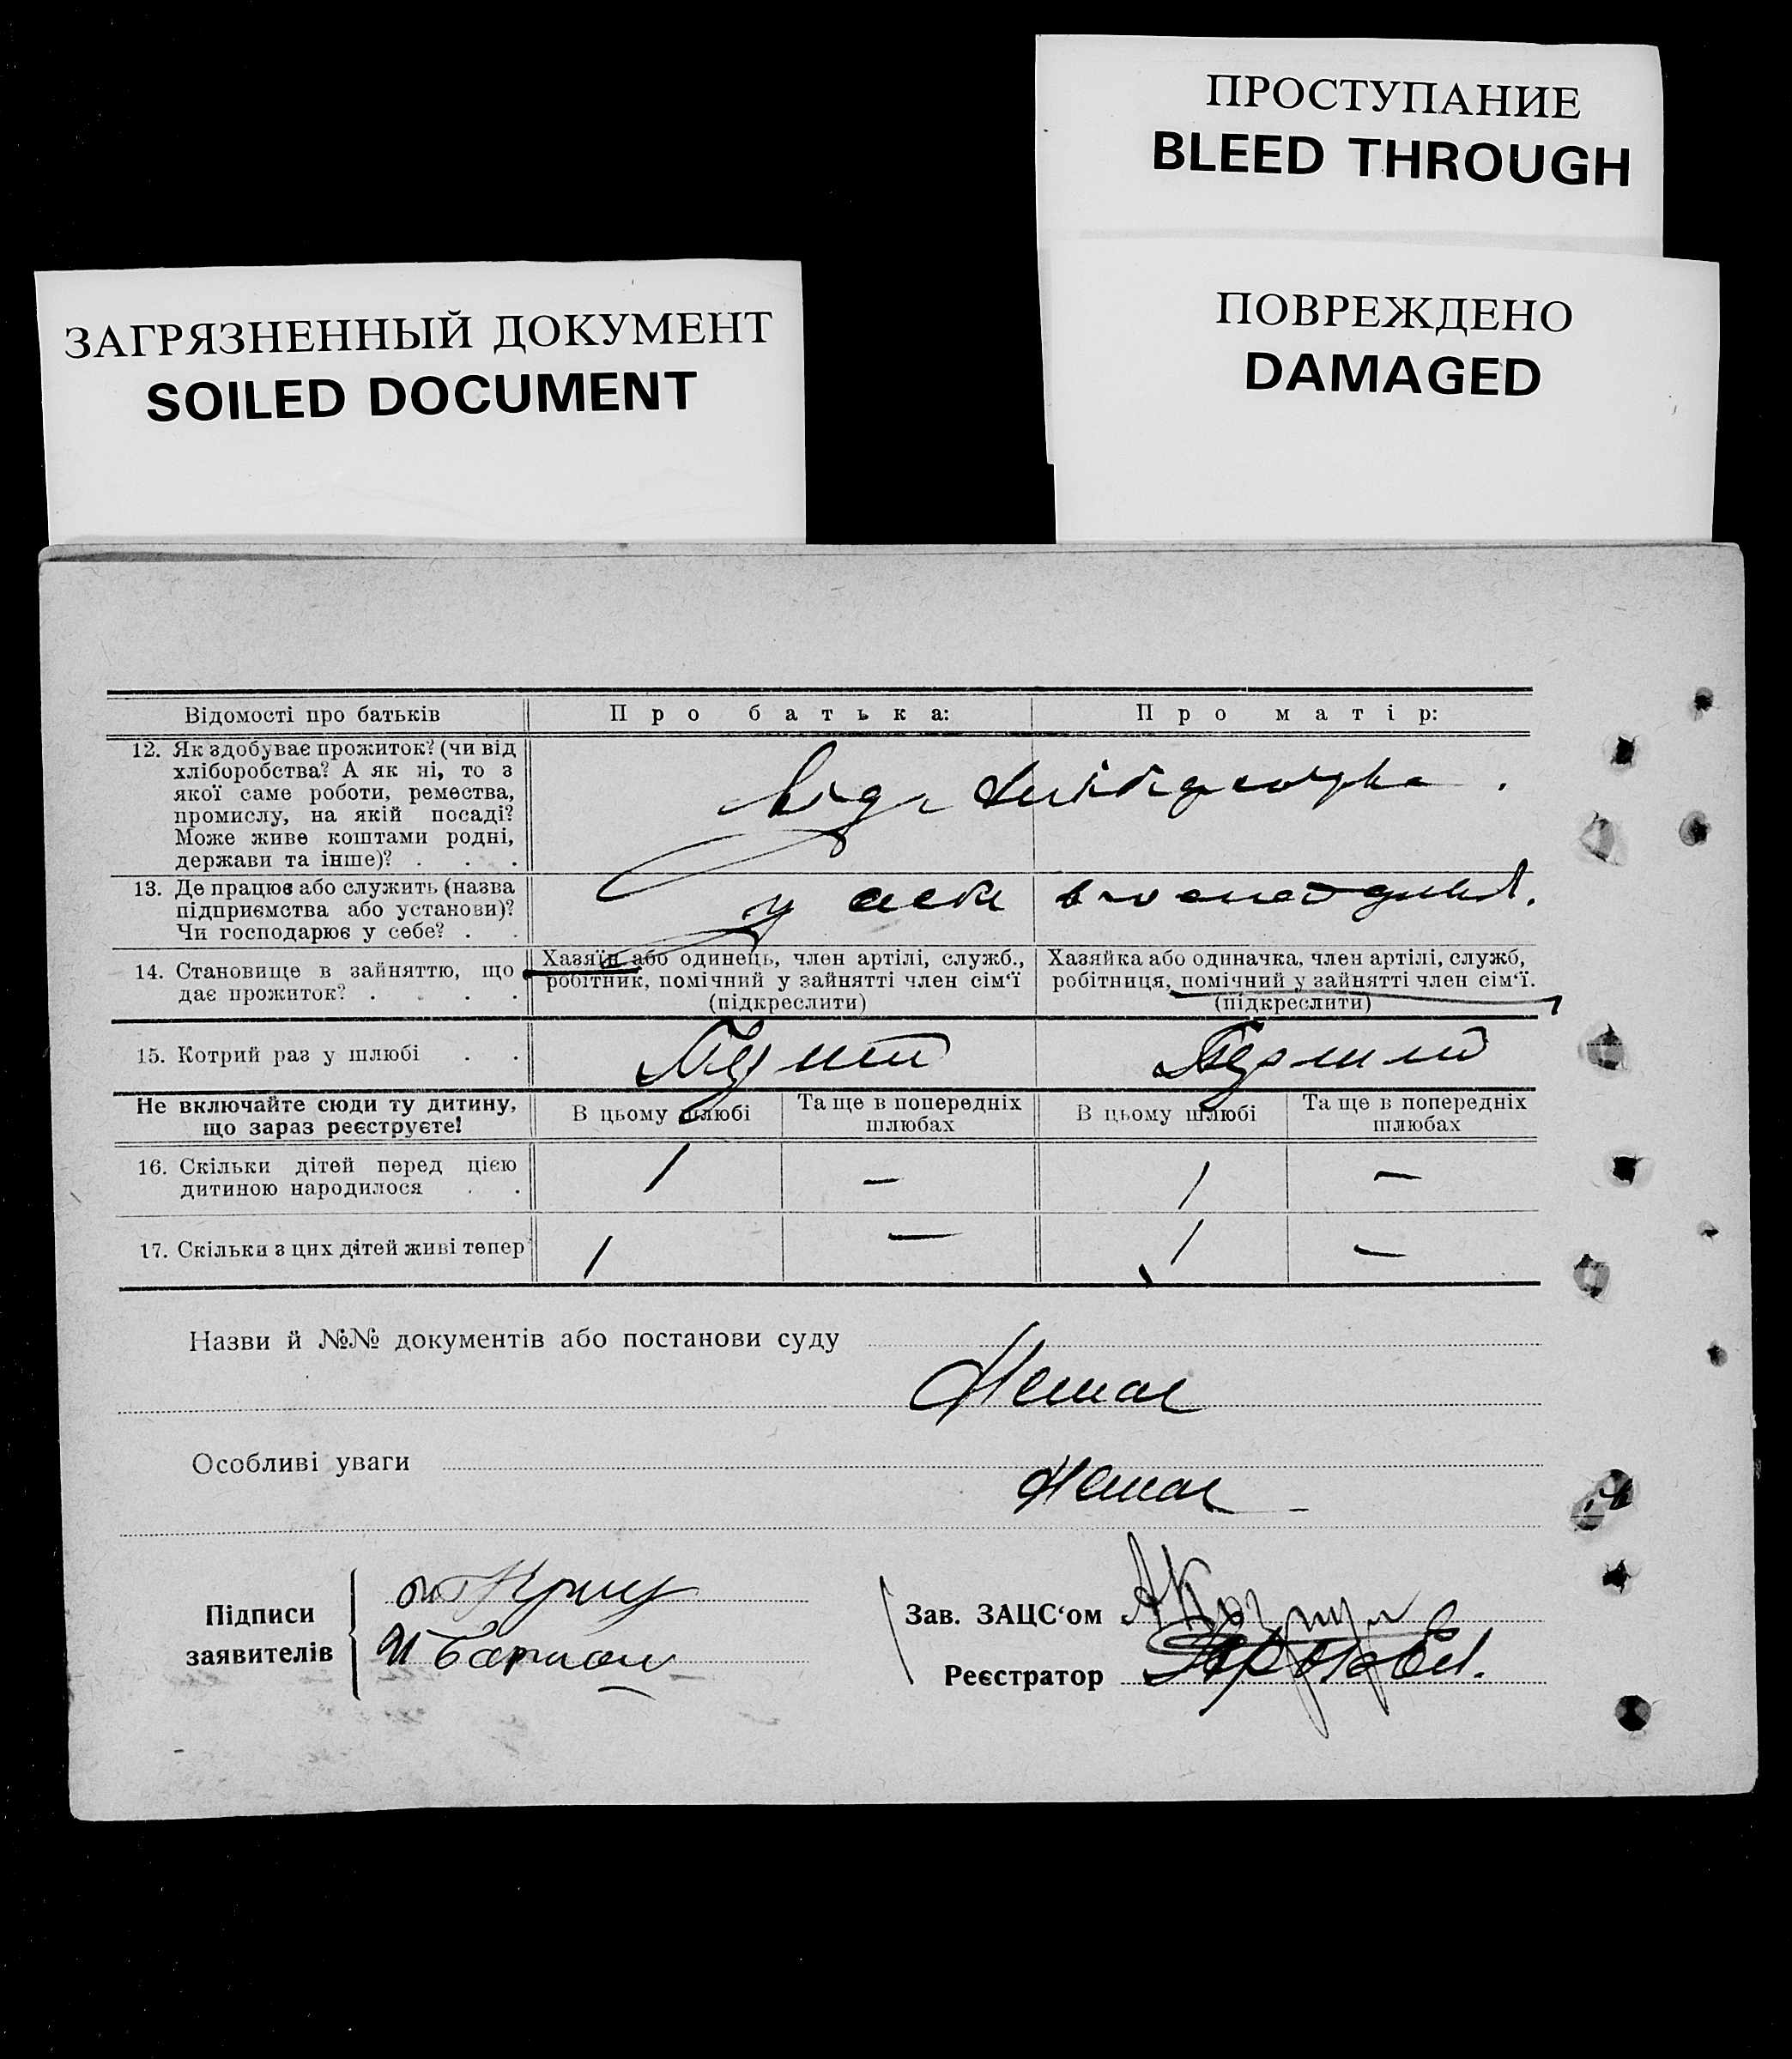 ПРОСТУПАНИЕ
BLEED THROUGH
ПОВРЕЖДЕНО
DAMAGED
ЗАГРЯЗНЕННЫЙ ДОКУМЕНТ
SOILED DOCUMENT
Відомості про батьків Про батька: Про матір:
12. Як здобуває прожиток? (чи від
хліборобства? А як ні, то з
якої саме роботи, ремества,
промислу, на якій посаді?
Може живе коштами родні,
держави та інше)? . . .
від хліборобства.
13. Де працює або служить (назва
підприємства або установи)?
Чи господарює у себе? . .
у себе в господарстві.
14. Становище в зайняттю, що
дає прожиток? . . . .
Хазяїн або одинець, член артілі, служб.,
робітник, помічний у зайнятті член сім'ї
(підкреслити)
Хазяйка або одиначка, член артілі, служб,
робітниця, помічний у зайнятті член сім'ї.
(підкреслити)
15. Котрий раз у шлюбі . . Перший Перший
Не включайте сюди ту дитину,
що зараз реєструєте!
В цьому шлюбі
Та ще в попередніх
шлюбах
В цьому шлюбі
Та ще в попередніх
шлюбах
16. Скільки дітей перед цією
дитиною народилося . .
1 — 1 —
17. Скільки з цих дітей живі тепер 1 — 1 —
Назви й №№ документів або постанови суду
Немає
Особливі уваги
Немає
Підписи
заявителів
Зав. ЗАЦС'ом
Реєстратор